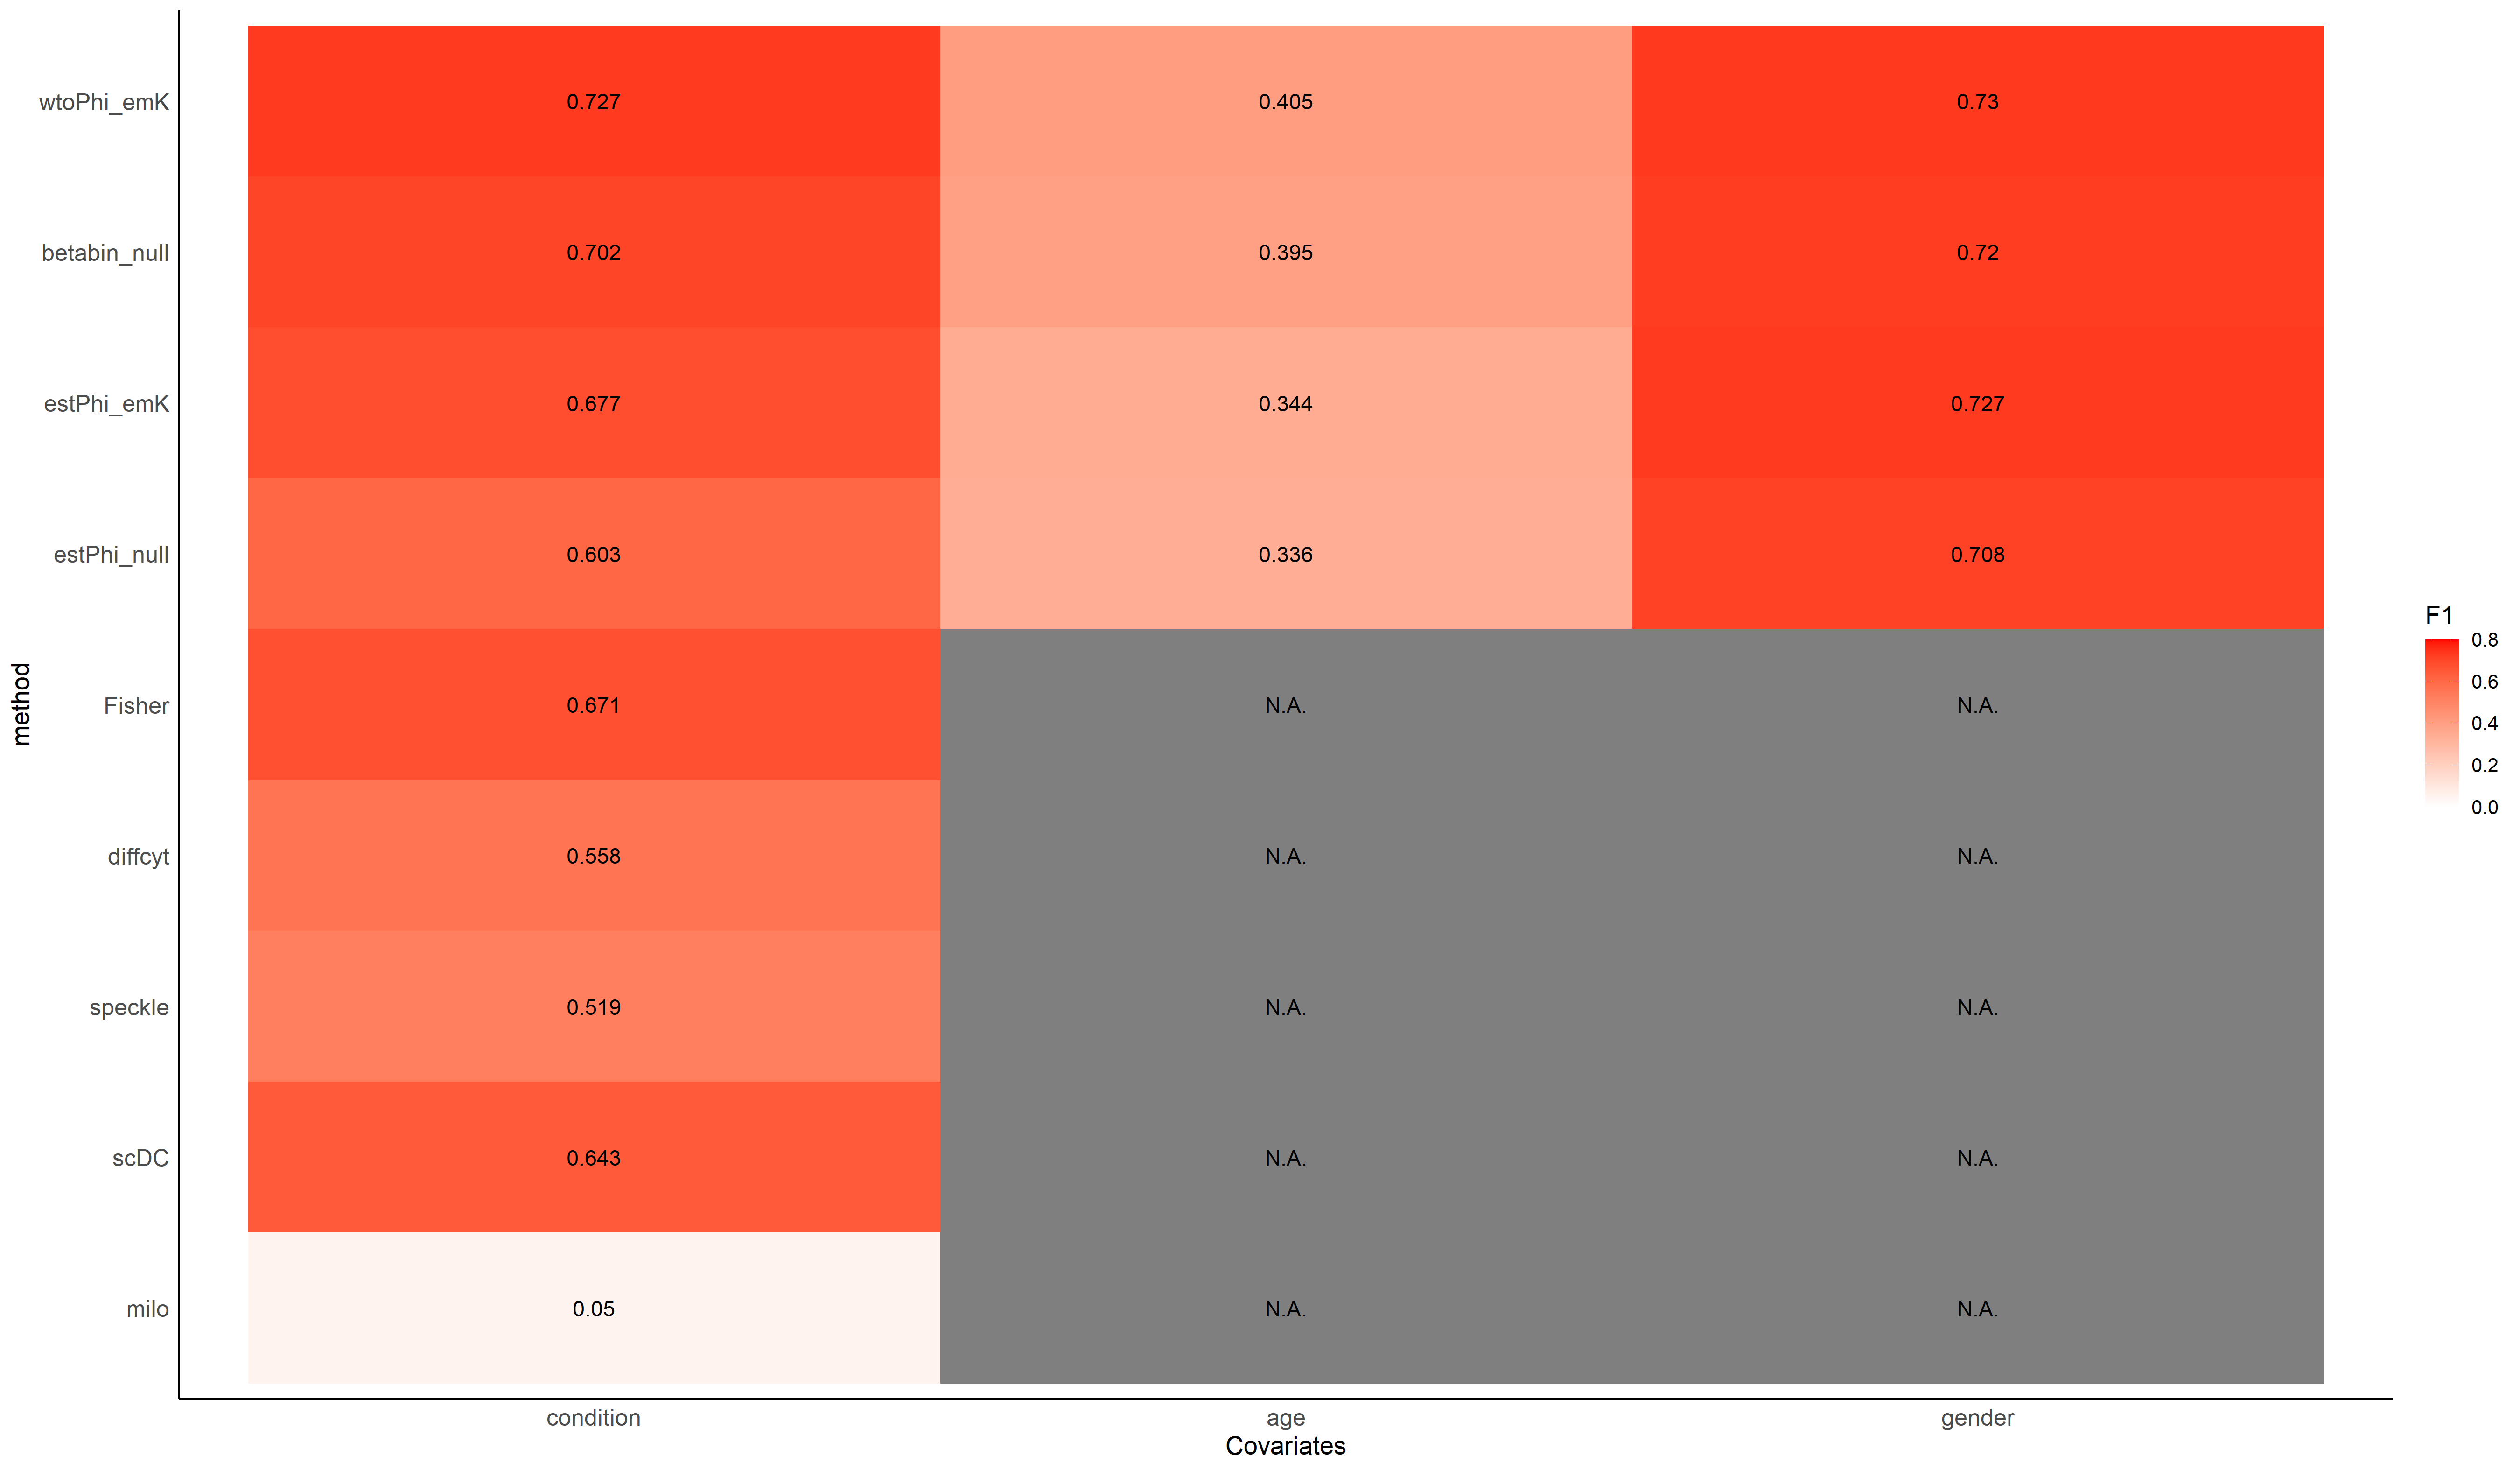 wtoPhi_emK 0.727 0.405 0.73
betabin_null 0.702 0.395 0.72
estPhi_emK 0.677 0.344 0.727
estPhi_null 0.603 0.336 0.708
Fisher 0.671 N.A. N.A.
diffcyt 0.558 N.A. N.A.
speckle 0.519 N.A. N.A.
scDC 0.643 N.A. N.A.
milo 0.05 N.A. N.A.
method
condition age gender
Covariates
F1
0.8
0.6
0.4
0.2
0.0